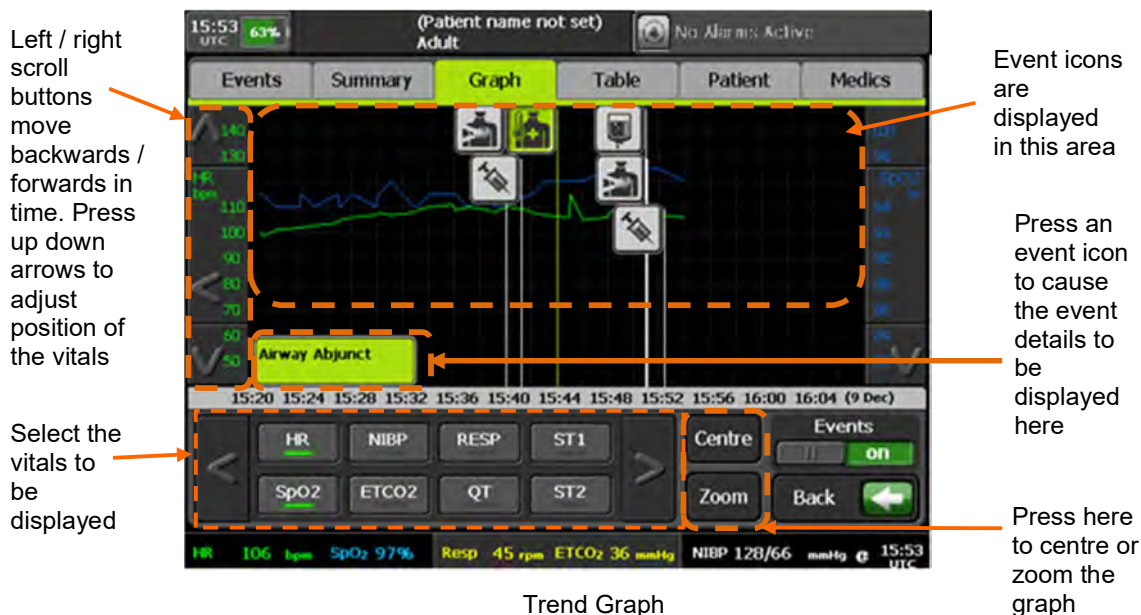 15:53
UTC
63%
(Patient name not set)
Adult
No Alarms Active
Events Summary Graph Table Patient Medics
140
130
HR
bpm
110
100
90
80
70
60
50
SpO2
Airway Abjunct
15:20 15:24 15:28 15:32 15:36 15:40 15:44 15:48 15:52 15:56 16:00 16:04 (9 Dec)
< HR NIBP RESP ST1 >
SpO2 ETCO2 QT ST2
Centre
Zoom
Events
on
Back
HR 106 bpm SpO2 97% Resp 45 rpm ETCO2 36 mmHg NIBP 128/66 mmHg @ 15:53
UTC
Left / right
scroll
buttons
move
backwards /
forwards in
time. Press
up down
arrows to
adjust
position of
the vitals
Select the
vitals to
be
displayed
Event icons
are
displayed
in this area
Press an
event icon
to cause
the event
details to
be
displayed
here
Press here
to centre or
zoom the
graph
Trend Graph